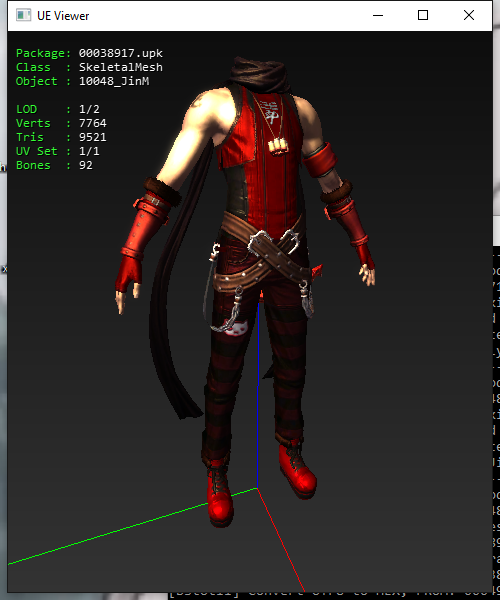 UE Viewer
Package: 00038917.upk
Class : SkeletalMesh
Object : 10048_JinM
LOD : 1/2
Verts : 7764
Tris : 9521
UV Set : 1/1
Bones : 92